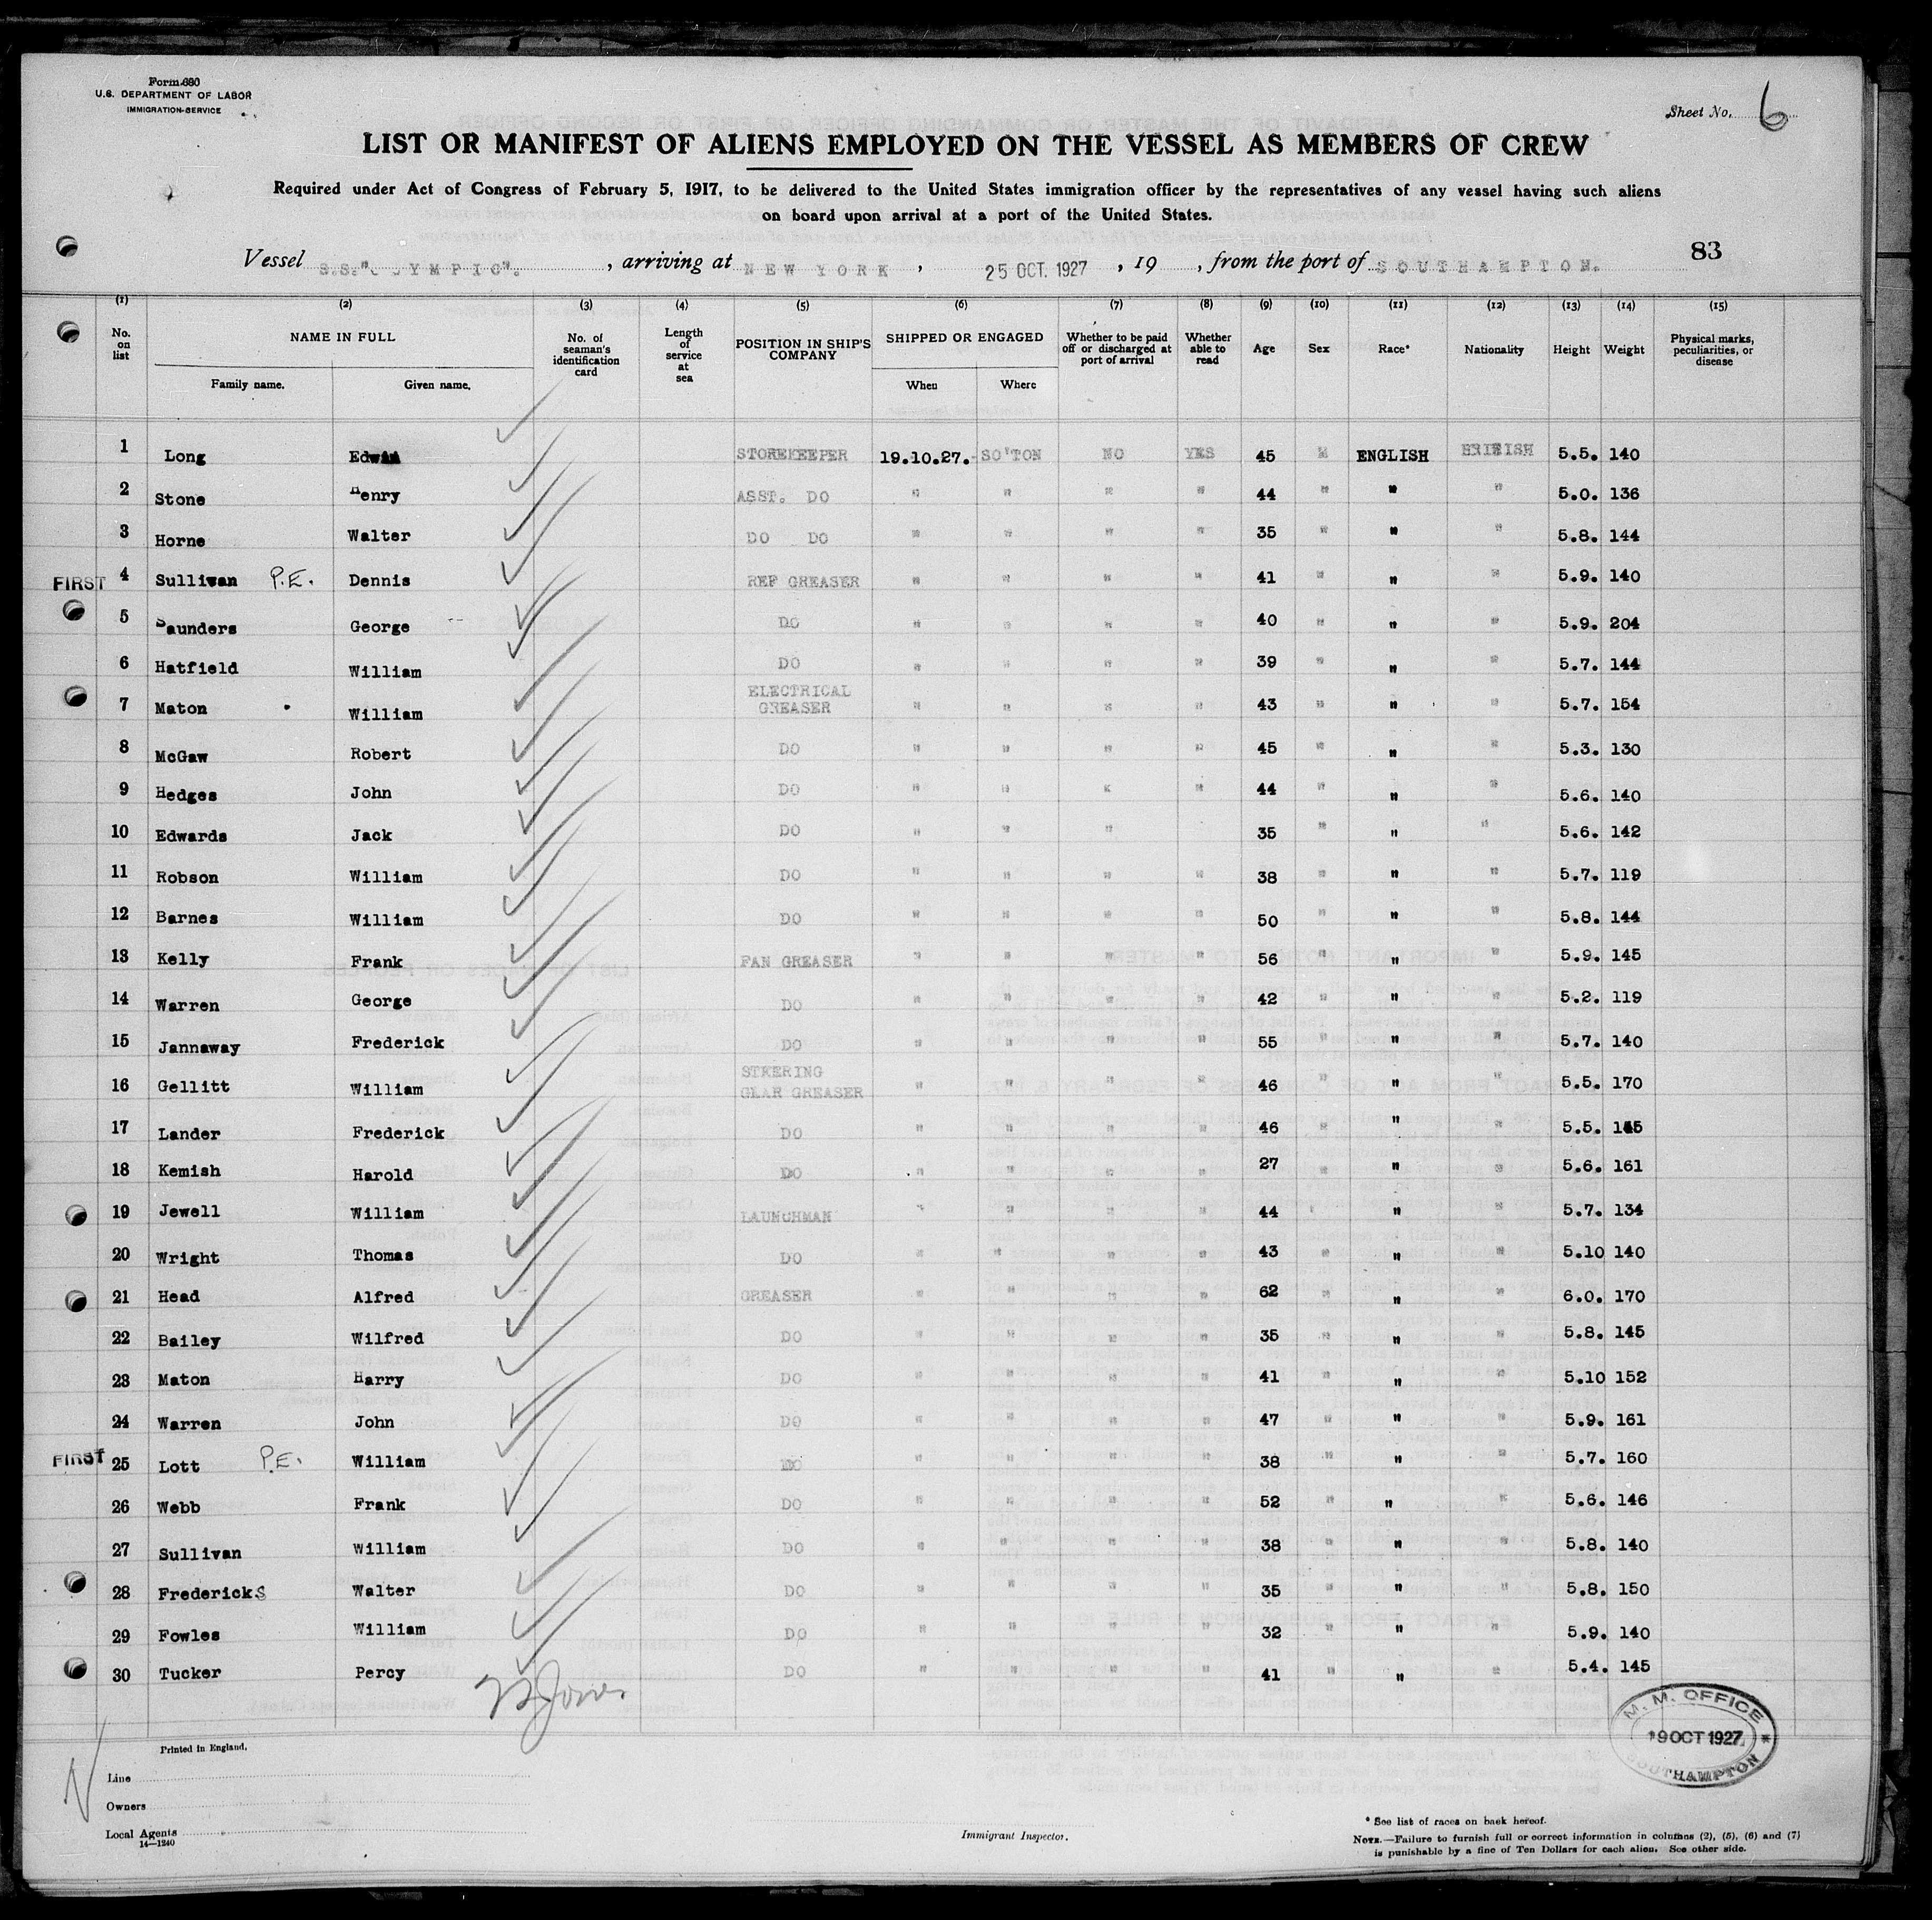 Form 680
U.S. DEPARTMENT OF LABOR
IMMIGRATION SERVICE
Sheet No. 6
LIST OR MANIFEST OF ALIENS EMPLOYED ON THE VESSEL AS MEMBERS OF CREW
Required under Act of Congress of February 5, 1917, to be delivered to the United States immigration officer by the representatives of any vessel having such aliens
on board upon arrival at a port of the United States.
83
Vessel S.S. "OLYMPIC". , arriving at NEW YORK , 25 OCT. 1927 , 19 , from the port of SOUTHAMPTON.
(1) (2) (3) (4) (5) (6) (7) (8) (9) (10) (11) (12) (13) (14) (15)
No. on list NAME IN FULL Family name. Given name. No. of seaman's identification card Length of service at sea POSITION IN SHIP'S COMPANY SHIPPED OR ENGAGED When Where Whether to be paid off or discharged at port of arrival Whether able to read Age Sex Race* Nationality Height Weight Physical marks, peculiarities, or disease
1 Long Edwin STOREKEEPER 19.10.27. SO'TON NO YES 45 M ENGLISH BRITISH 5.5. 140
2 Stone Henry ASST. DO " " " " 44 " " " 5.0. 136
3 Horne Walter DO DO " " " " 35 " " " 5.8. 144
FIRST 4 Sullivan P.E. Dennis REF GREASER " " " " 41 " " " 5.9. 140
5 Saunders George DO " " " " 40 " " " 5.9. 204
6 Hatfield William DO " " " " 39 " " " 5.7. 144
7 Maton William ELECTRICAL GREASER " " " " 43 " " " 5.7. 154
8 McGaw Robert DO " " " " 45 " " " 5.3. 130
9 Hedges John DO " " " " 44 " " " 5.6. 140
10 Edwards Jack DO " " " 35 " " " 5.6. 142
11 Robson William DO " " " " 38 " " " 5.7. 119
12 Barnes William DO " " " " 50 " " " 5.8. 144
13 Kelly Frank FAN GREASER " " " " 56 " " " 5.9. 145
14 Warren George DO " " " " 42 " " " 5.2. 119
15 Jannaway Frederick DO " " " " 55 " " " 5.7. 140
16 Gellitt William STEERING GEAR GREASER " " " " 46 " " " 5.5. 170
17 Lander Frederick DO " " " " 46 " " " 5.5.
18 Kemish Harold DO " " " " 27 " " " 5.6. 161
19 Jewell William LAUNCHMAN " " " " 44 " " " 5.7. 134
20 Wright Thomas DO " " " " 43 " " " 5.10 140
21 Head Alfred GREASER " " " " 62 " " " 6.0. 170
22 Bailey Wilfred DO " " " " 35 " " " 5.8. 145
23 Maton Harry DO " " " " 41 " " " 5.10 152
24 Warren John DO " " " " 47 " " " 5.9. 161
FIRST 25 Lott P.E. William DO " " " " 38 " " " 5.7. 160
26 Webb Frank DO " " " " 52 " " " 5.6. 146
27 Sullivan William DO " " " " 38 " " " 5.8. 140
28 Fredericks Walter DO " " " " 35 " " " 5.8. 150
29 Fowles William DO " " " " 32 " " " 5.9. 140
30 Tucker Percy DO " " " " 41 " " " 5.4. 145
Jones
M. M. OFFICE
19 OCT 1927
SOUTHAMPTON
Printed in England.
Line
Owners
Local Agents
14—1240
Immigrant Inspector.
* See list of races on back hereof.
NOTE.—Failure to furnish full or correct information in columns (2), (5), (6) and (7)
is punishable by a fine of Ten Dollars for each alien. See other side.